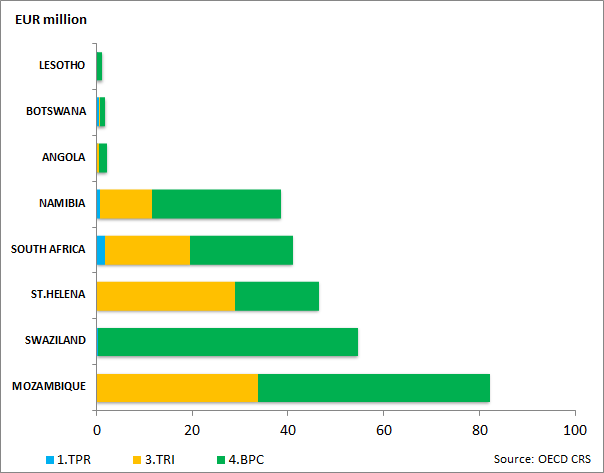 EUR million
LESOTHO
BOTSWANA
ANGOLA
NAMIBIA
SOUTH AFRICA
ST.HELENA
SWAZILAND
MOZAMBIQUE
0 20 40 60 80 100
1.TPR 3.TRI 4.BPC Source: OECD CRS